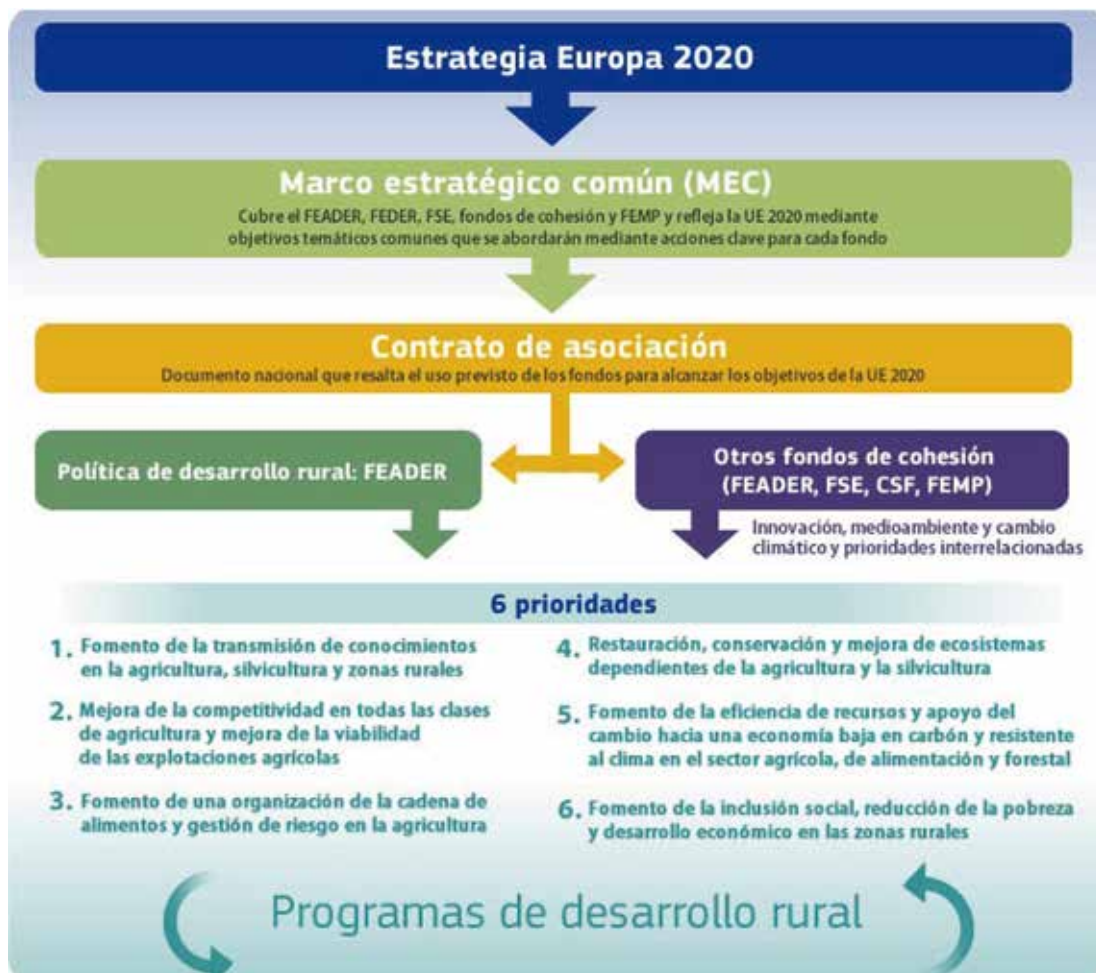 Estrategia Europa 2020
Marco estratégico común (MEC)
Cubre el FEADER, FEDER, FSE, fondos de cohesión y FEMP y refleja la UE 2020 mediante
objetivos temáticos comunes que se abordarán mediante acciones clave para cada fondo
Contrato de asociación
Documento nacional que resalta el uso previsto de los fondos para alcanzar los objetivos de la UE 2020
Política de desarrollo rural: FEADER
Otros fondos de cohesión
(FEADER, FSE, CSF, FEMP)
Innovación, medioambiente y cambio
climático y prioridades interrelacionadas
6 prioridades
1. Fomento de la transmisión de conocimientos
en la agricultura, silvicultura y zonas rurales
2. Mejora de la competitividad en todas las clases
de agricultura y mejora de la viabilidad
de las explotaciones agrícolas
3. Fomento de una organización de la cadena de
alimentos y gestión de riesgo en la agricultura
4. Restauración, conservación y mejora de ecosistemas
dependientes de la agricultura y la silvicultura
5. Fomento de la eficiencia de recursos y apoyo del
cambio hacia una economía baja en carbón y resistente
al clima en el sector agrícola, de alimentación y forestal
6. Fomento de la inclusión social, reducción de la pobreza
y desarrollo económico en las zonas rurales
Programas de desarrollo rural